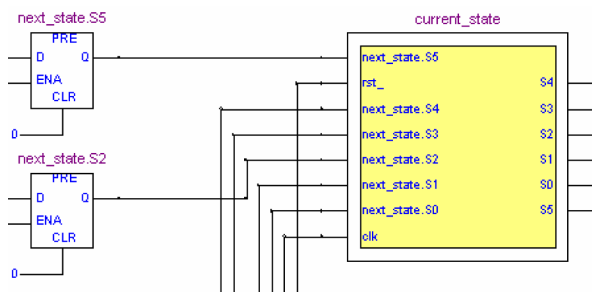 next_state.S5
PRE
D Q
ENA
CLR
0
next_state.S2
PRE
D Q
ENA
CLR
0
current_state
next_state.S5
rst_ S4
next_state.S4 S3
next_state.S3 S2
next_state.S2 S1
next_state.S1 S0
next_state.S0 S5
clk